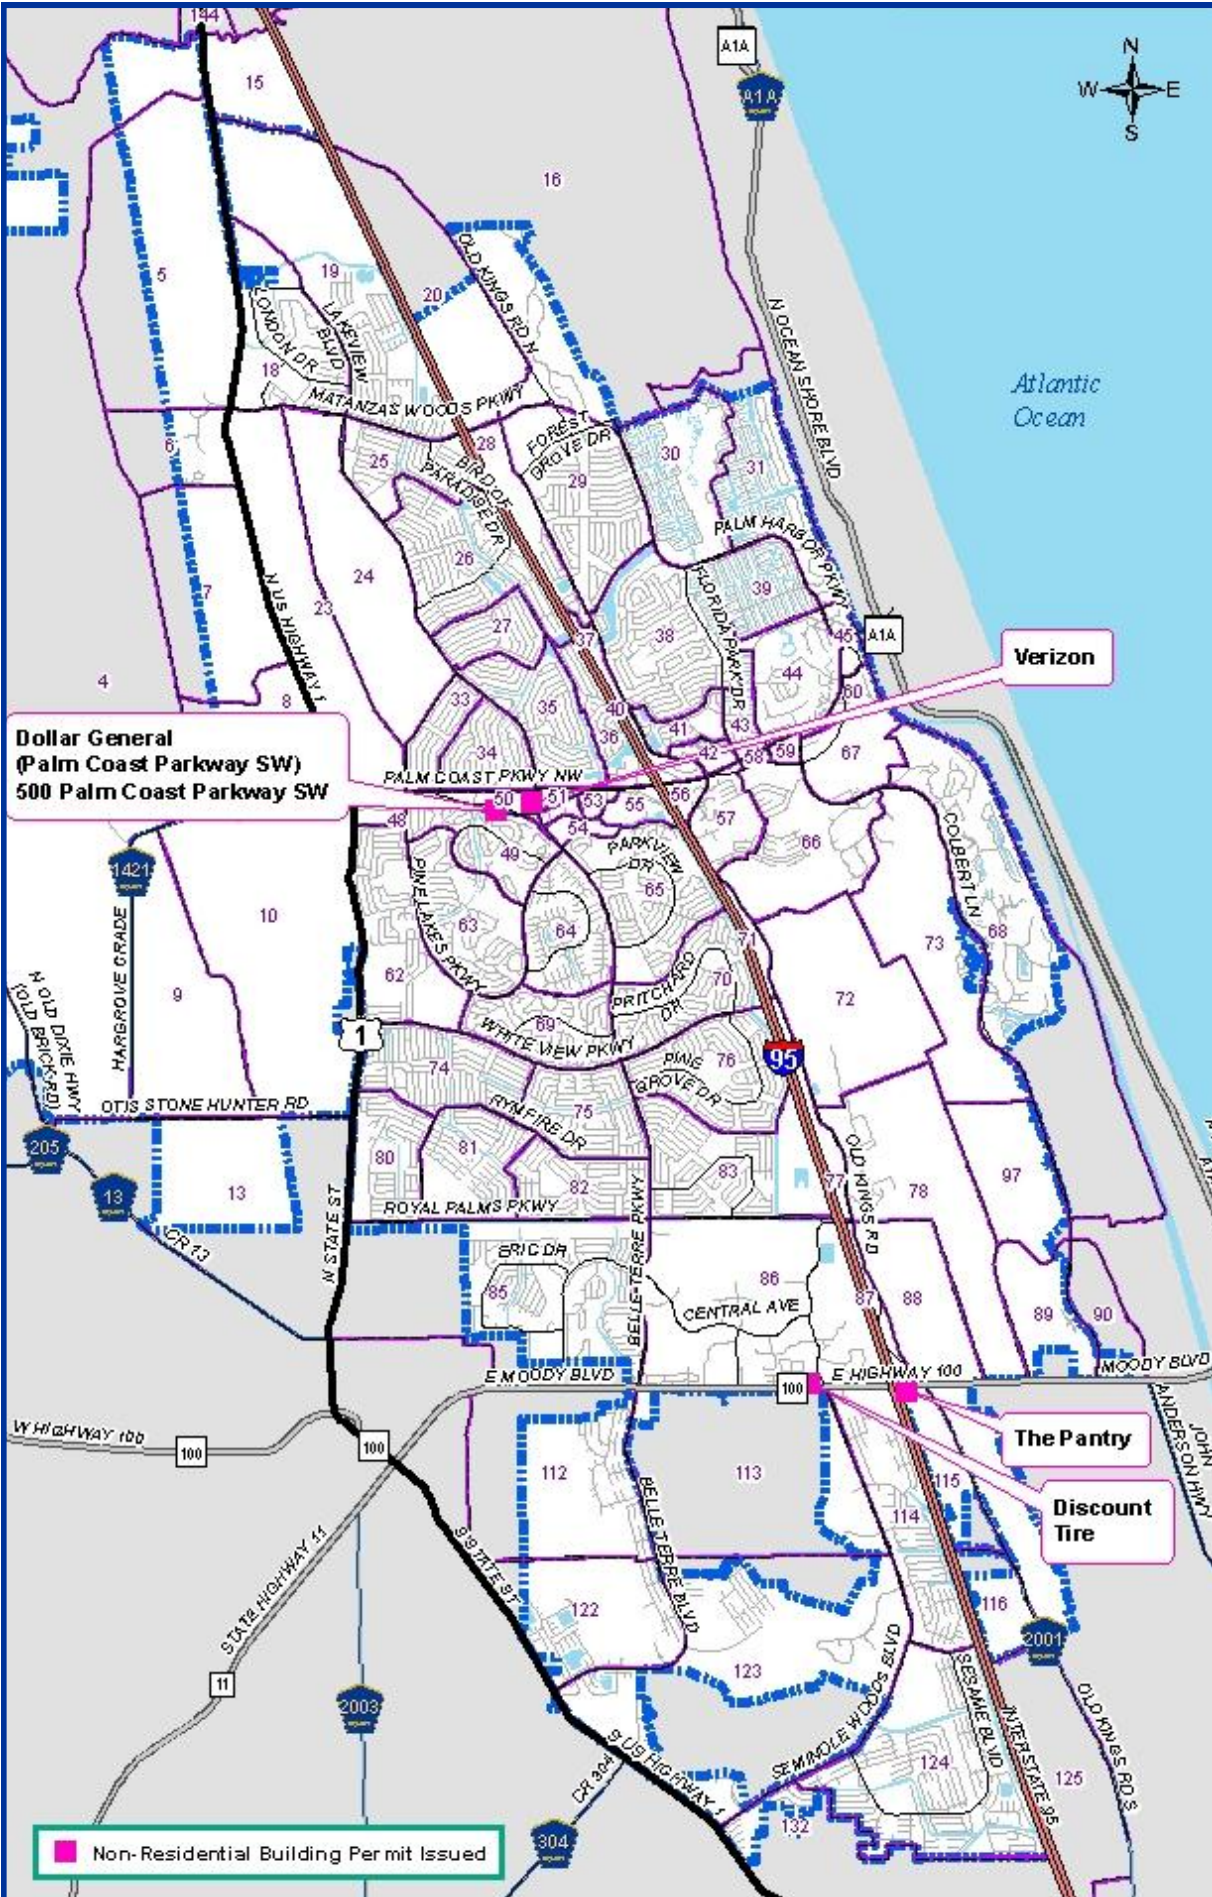 144
15
A1A
A1A
N
W E
S
16
5
19
20
OLD KINGS RD N
LONDON DR
LAKEVIEW
BLVD
18
MATANZAS WOODS PKWY
N OCEAN SHORE BLVD
Atlantic
Ocean
6
25
28
BIRD OF
PARADISE DR
FOREST
GROVE DR
29
30
31
PALM HARBOR PKWY
7
N US HIGHWAY 1
23
24
26
27
37
38
FLORIDA PARK DR
39
45
A1A
44
60
Verizon
4
8
33
35
40
36
41
43
42
58
59
67
34
Dollar General
(Palm Coast Parkway SW)
500 Palm Coast Parkway SW
PALM COAST PKWY NW
50
51
53
55
56
57
48
54
49
PARKVIEW
DR
66
COLBERT LN
1421
HARGROVE GRADE
10
PINE LAKES PKWY
65
63
64
71
73
68
9
62
70
PRITCHARD
DR
72
N OLD DIXIE HWY
(OLD BRICK RD)
1
69
WHITE VIEW PKWY
95
74
PINE
GROVE DR
76
OTIS STONE HUNTER RD
RYMFIRE DR
75
205
13
13
80
81
82
83
77
OLD KINGS RD
78
97
ROYAL PALMS PKWY
CR 13
N STATE ST
ERIC DR
85
BELLE TERRE PKWY
86
CENTRAL AVE
87
88
89
90
E MOODY BLVD
100
E HIGHWAY 100
MOODY BLVD
W HIGHWAY 100
100
100
JOHN
ANDERSON HWY
The Pantry
112
113
BELLE TERRE BLVD
115
114
Discount
Tire
STATE HIGHWAY 11
S STATE ST
122
116
2001
11
2003
123
SEMINOLE WOODS BLVD
SESAME BLVD
INTERSTATE 95
OLD KINGS RD S
S US HIGHWAY 1
CR 304
124
125
132
304
Non-Residential Building Permit Issued